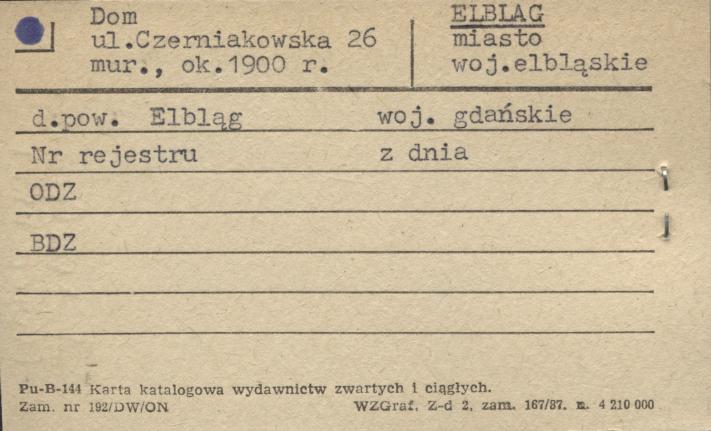 Dom
ul.Czerniakowska 26
mur., ok.1900 r.
ELBLAG
miasto
woj.elbląskie
d.pow. Elbląg woj. gdańskie
Nr rejestru z dnia
ODZ
BDZ
Pu-B-144 Karta katalogowa wydawnictw zwartych i ciągłych.
Zam. nr 192/DW/ON WZGraf. Z-d 2, zam. 167/87. n. 4 210 000